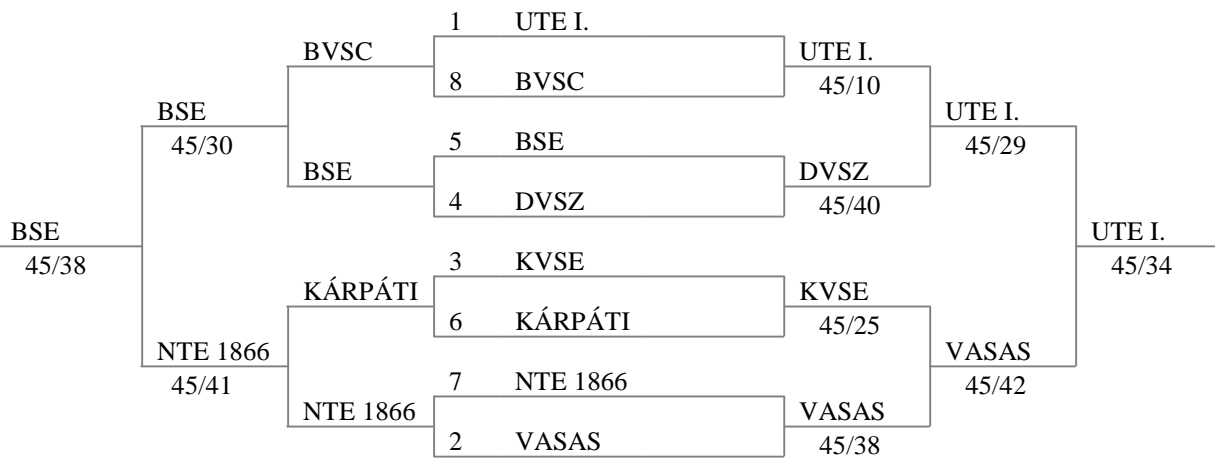 1 UTE I.
BVSC UTE I.
8 BVSC 45/10
BSE UTE I.
45/30 5 BSE 45/29
BSE DVSZ
4 DVSZ 45/40
BSE UTE I.
45/38 3 KVSE 45/34
KÁRPÁTI KVSE
6 KÁRPÁTI 45/25
NTE 1866 VASAS
45/41 7 NTE 1866 45/42
NTE 1866 VASAS
2 VASAS 45/38